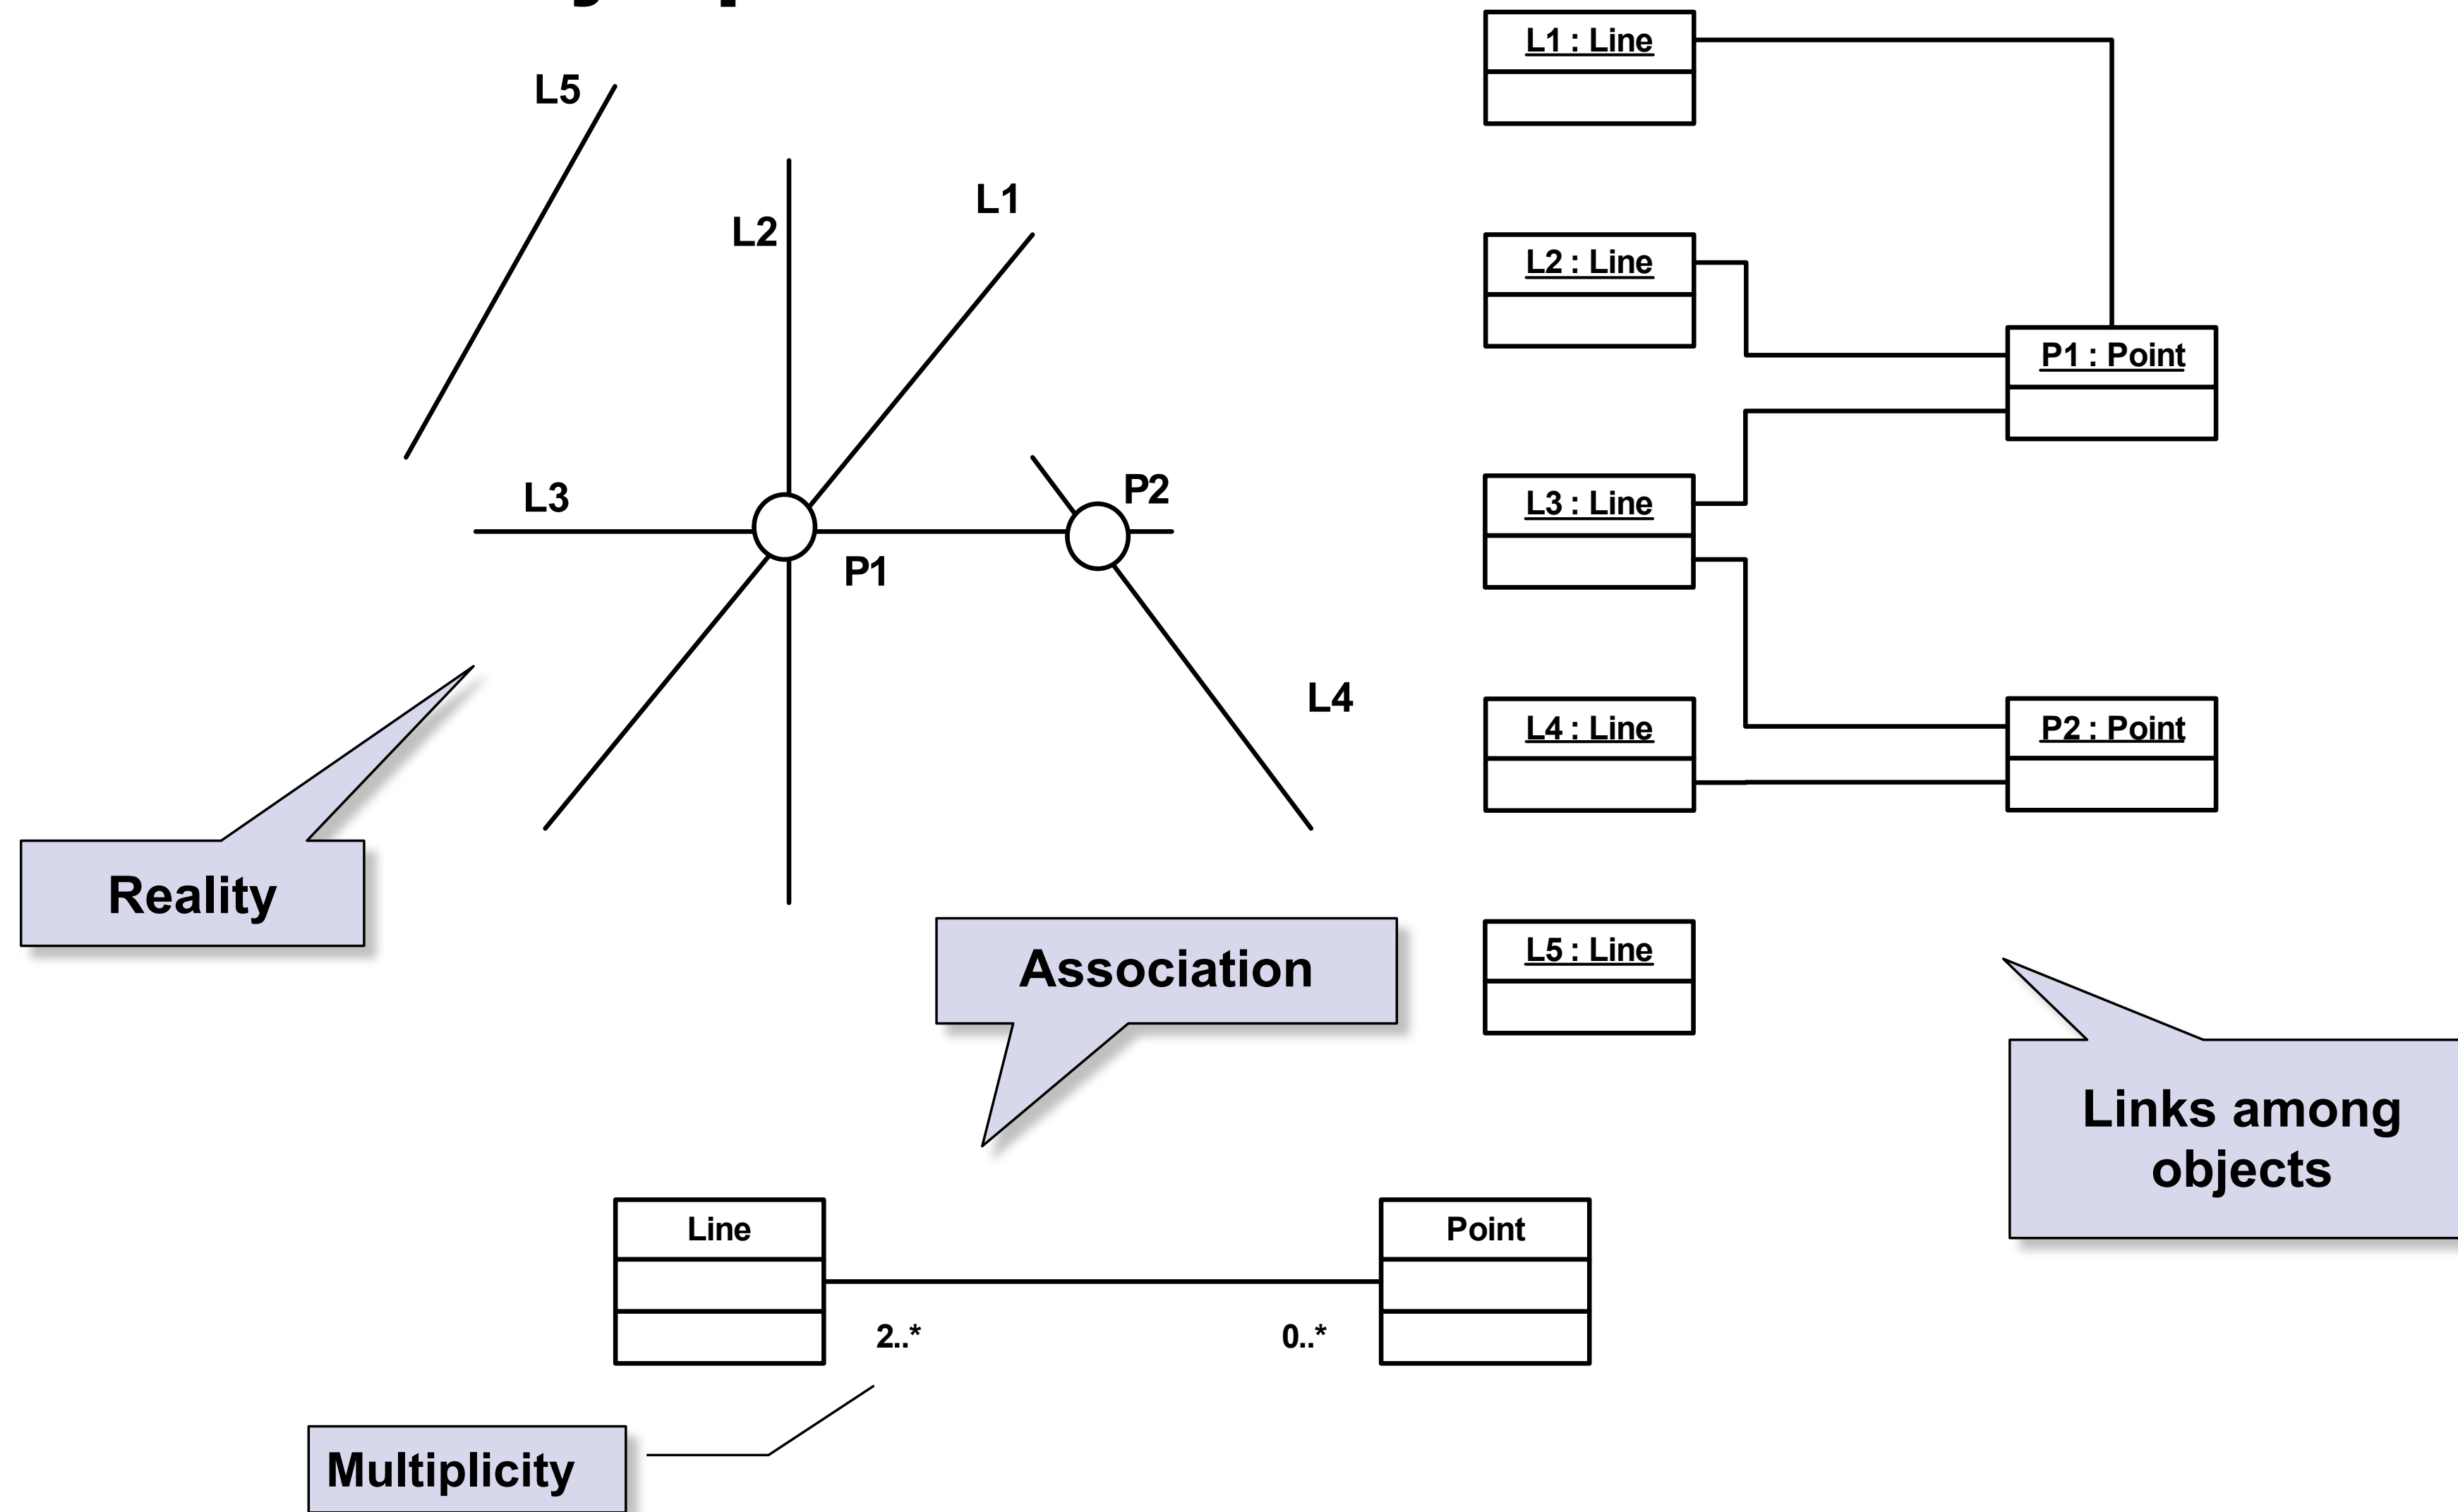 L5
L2
L1
L3
P1
P2
L4
Reality
L1 : Line
L2 : Line
P1 : Point
L3 : Line
L4 : Line
P2 : Point
L5 : Line
Links among
objects
Association
Line
Point
2..*
0..*
Multiplicity